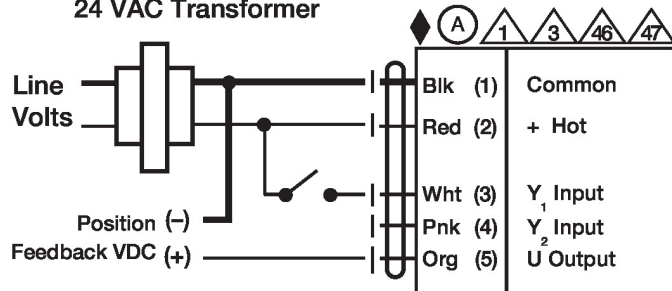 24 VAC Transformer
A 1 3 46 47
Line Volts
Blk (1) Common
Red (2) + Hot
Wht (3) Y1 Input
Pnk (4) Y2 Input
Org (5) U Output
Position (–)
Feedback VDC (+)